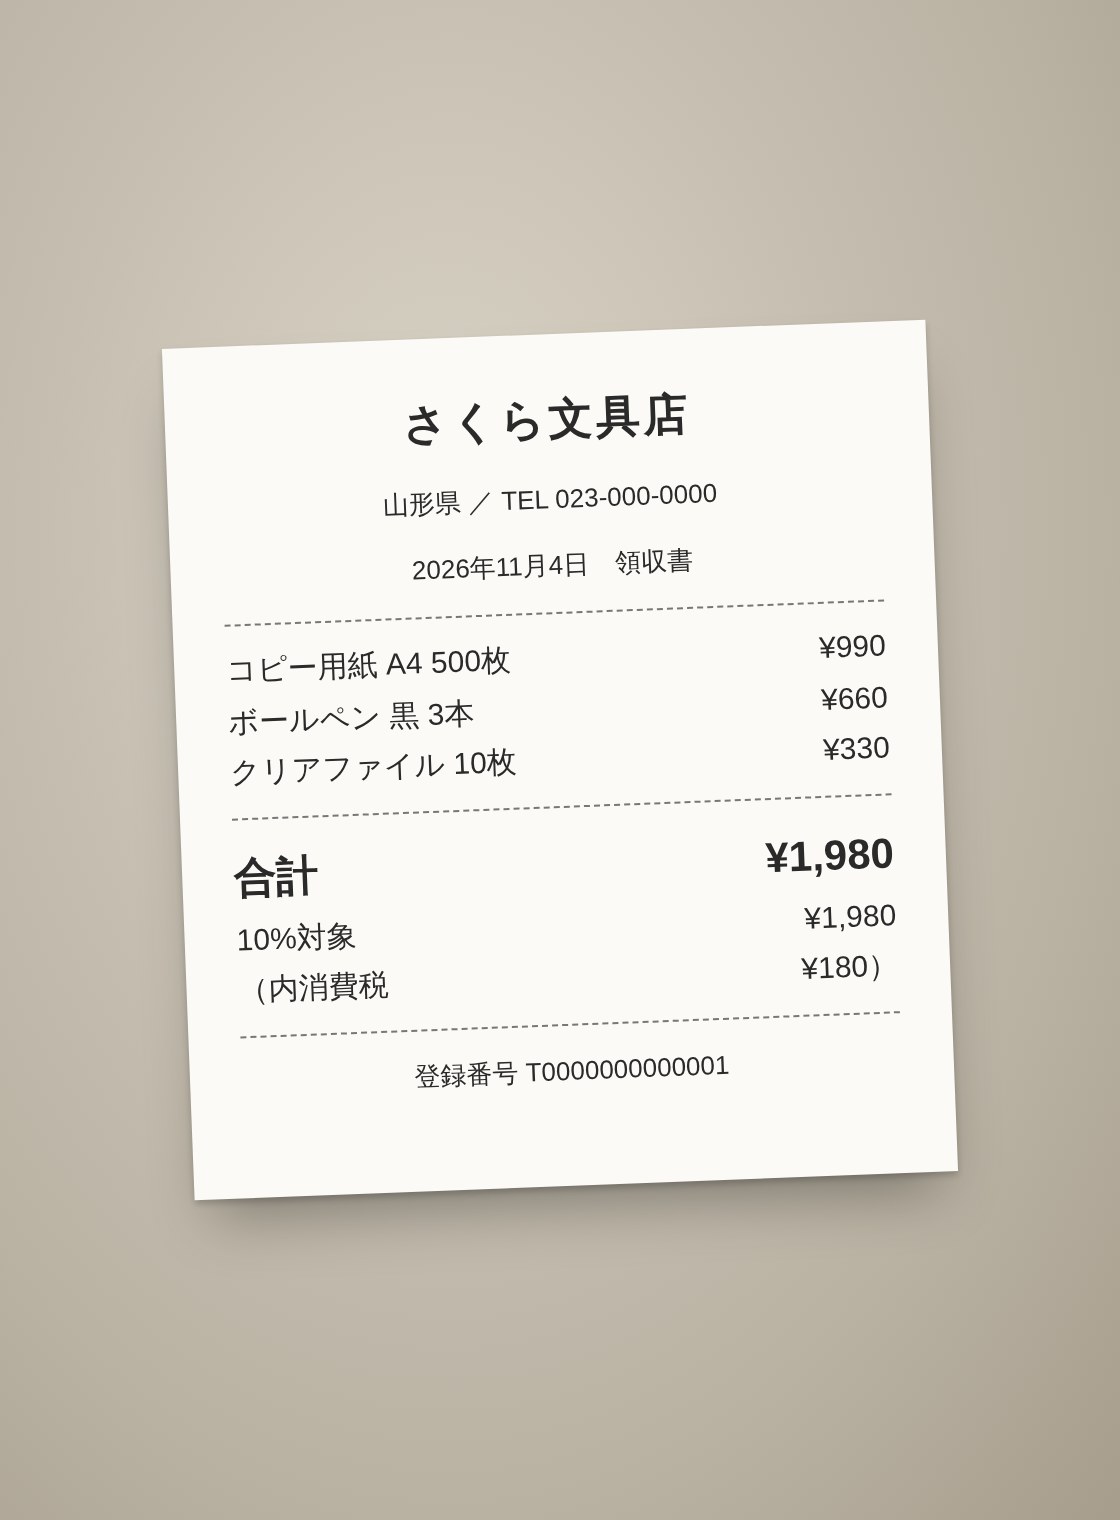 さくら文具店
山形県 ／ TEL 023-000-0000
2026年11月4日　領収書
コピー用紙 A4 500枚 ¥990
ボールペン 黒 3本 ¥660
クリアファイル 10枚 ¥330
合計 ¥1,980
10%対象 ¥1,980
（内消費税 ¥180）
登録番号 T0000000000001